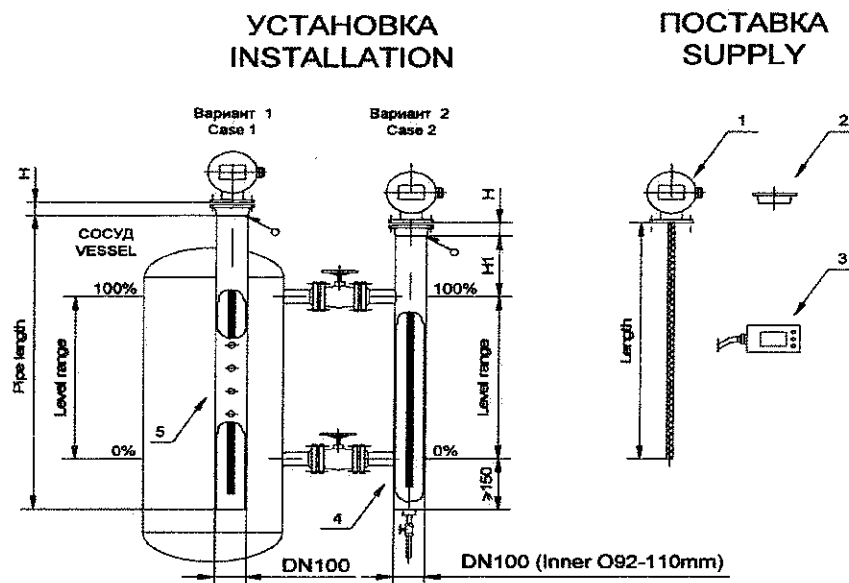 УСТАНОВКА
INSTALLATION
ПОСТАВКА
SUPPLY
Вариант 1
Case 1
Вариант 2
Case 2
1
2
H
H
СОСУД
VESSEL
H1
3
100%
100%
Pipe length
Level range
Level range
Length
5
0%
0%
4
≥150
DN100
DN100 (Inner O92-110mm)